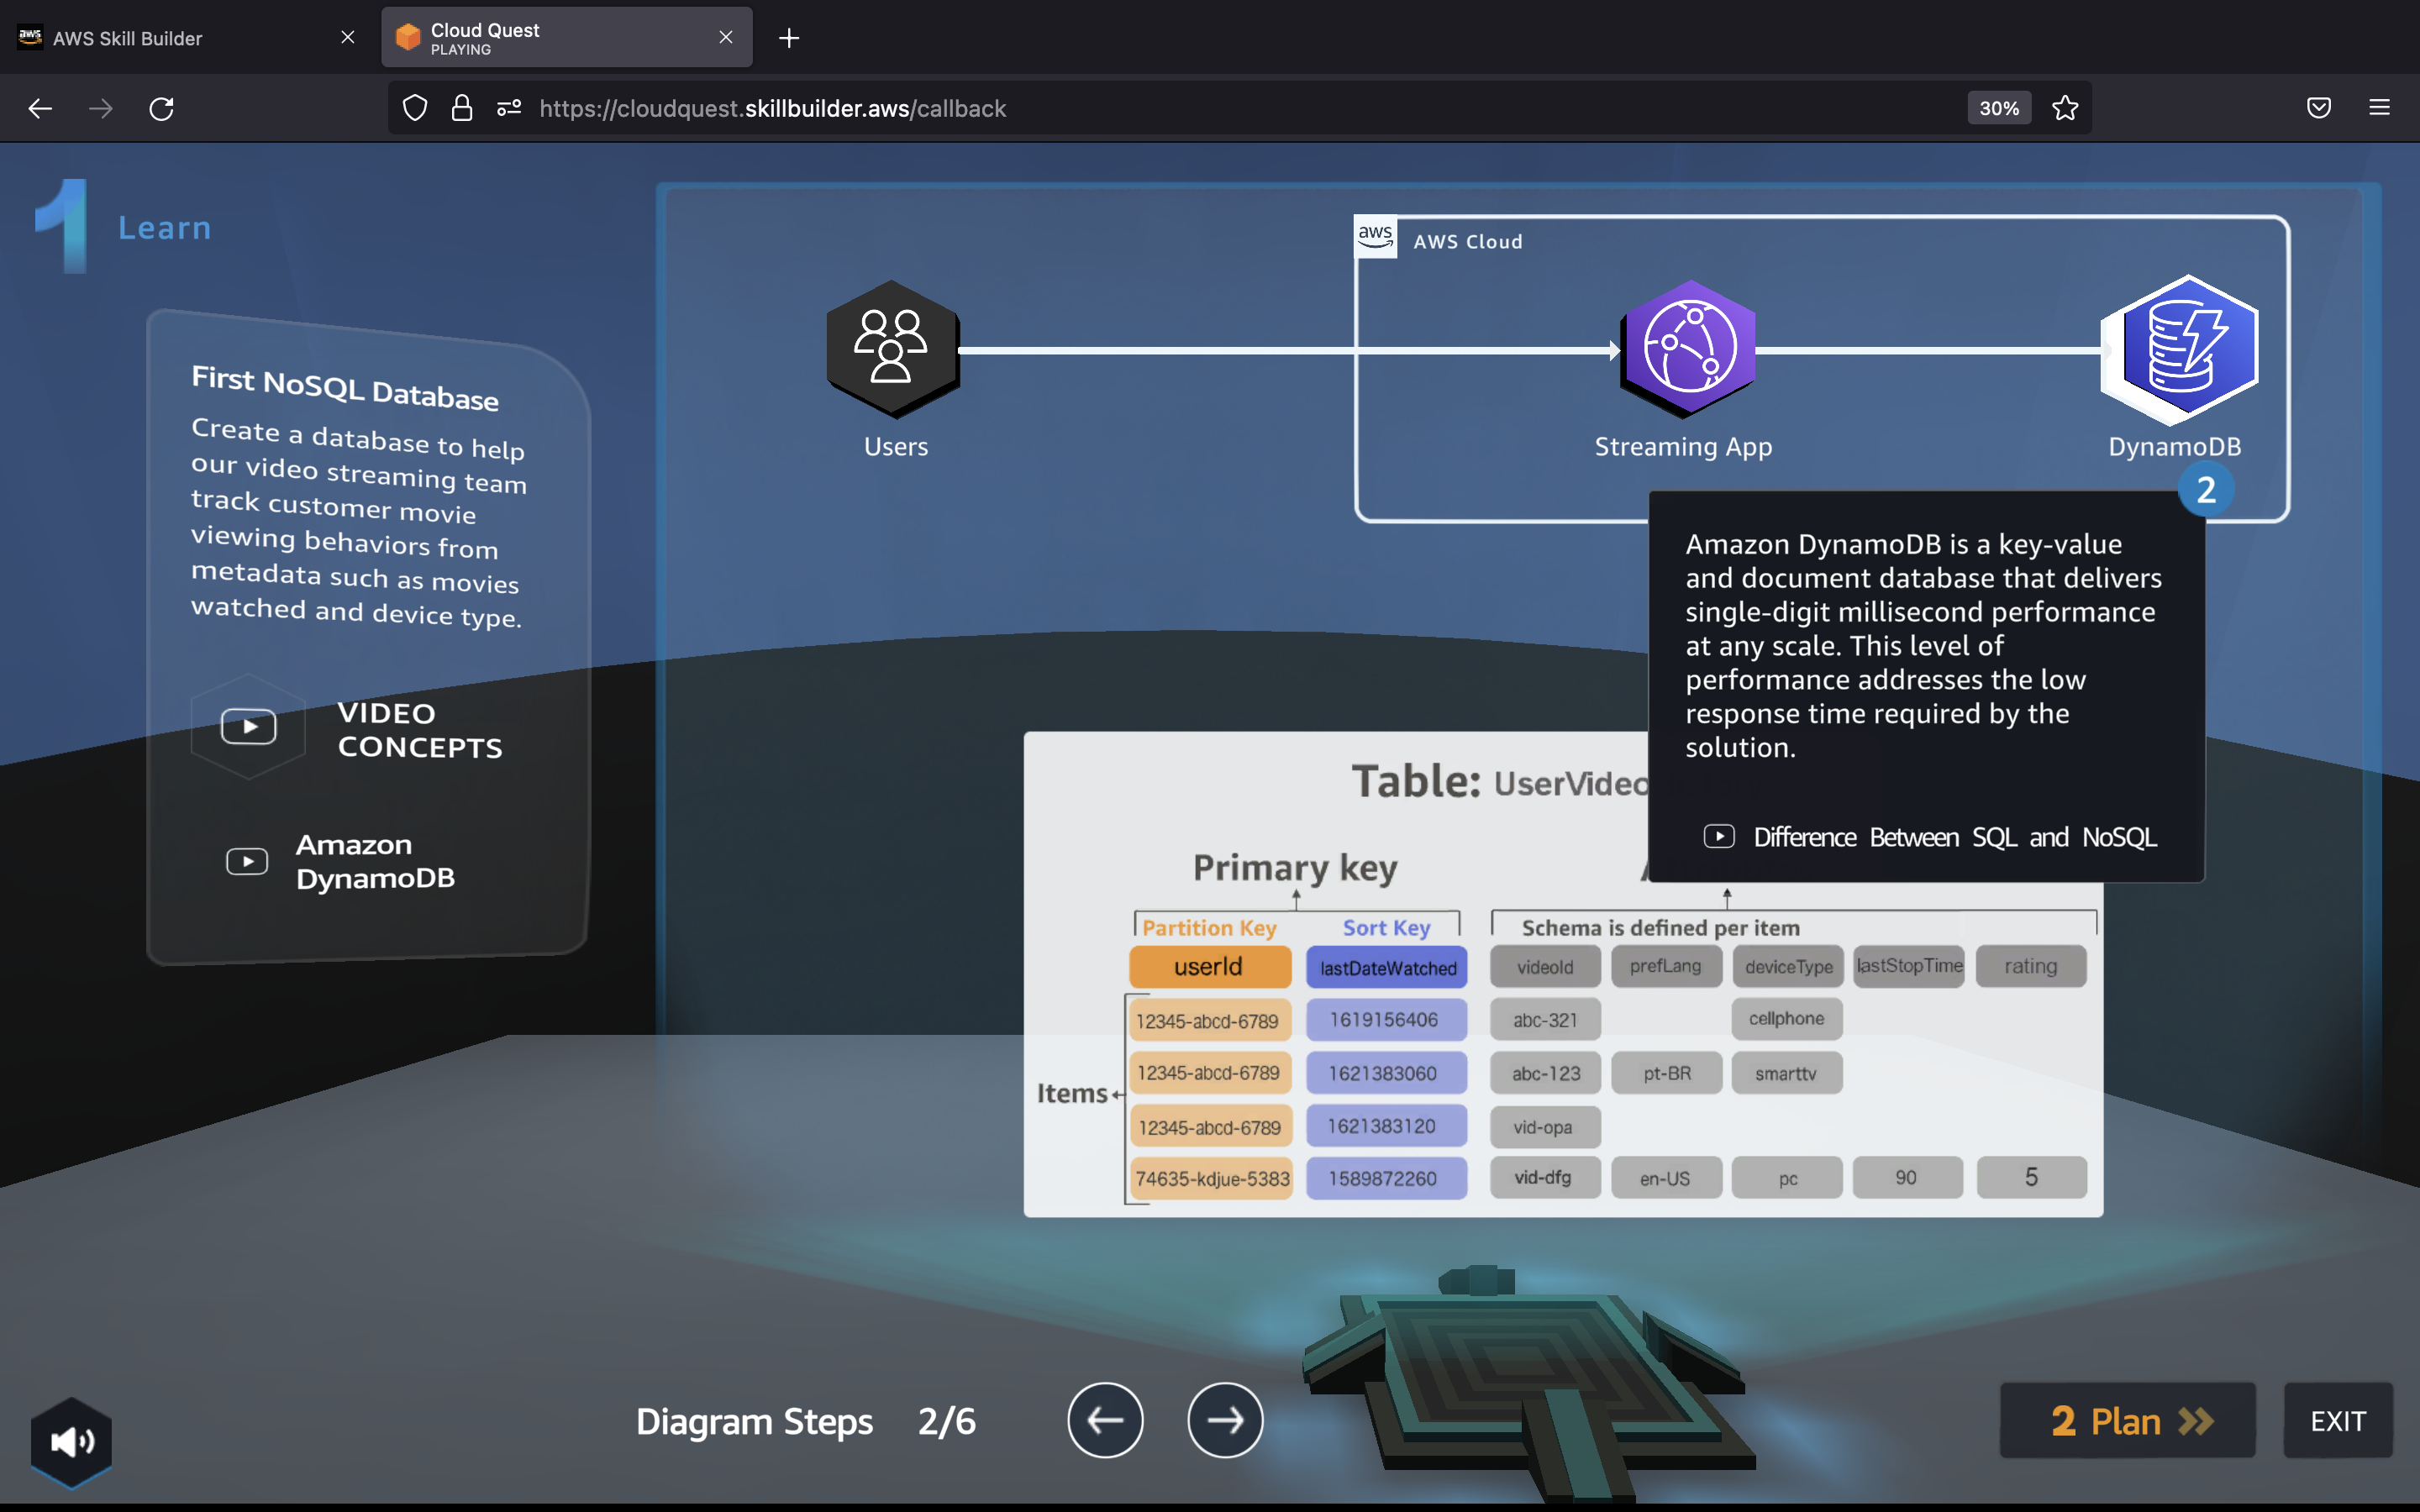 aws
AWS Skill Builder
Cloud Quest
PLAYING
https://cloudquest.skillbuilder.aws/callback
30%
1 Learn
First NoSQL Database
Create a database to help
our video streaming team
track customer movie
viewing behaviors from
metadata such as movies
watched and device type.
VIDEO
CONCEPTS
Amazon
DynamoDB
aws AWS Cloud
Users
Streaming App
DynamoDB
2
Amazon DynamoDB is a key-value
and document database that delivers
single-digit millisecond performance
at any scale. This level of
performance addresses the low
response time required by the
solution.
Difference Between SQL and NoSQL
Table: UserVideo
Primary key
Partition Key Sort Key Schema is defined per item
userId lastDateWatched videoId prefLang deviceType lastStopTime rating
12345-abcd-6789 1619156406 abc-321 cellphone
12345-abcd-6789 1621383060 abc-123 pt-BR smarttv
Items
12345-abcd-6789 1621383120 vid-opa
74635-kdjue-5383 1589872260 vid-dfg en-US pc 90 5
Diagram Steps 2/6
2 Plan
EXIT